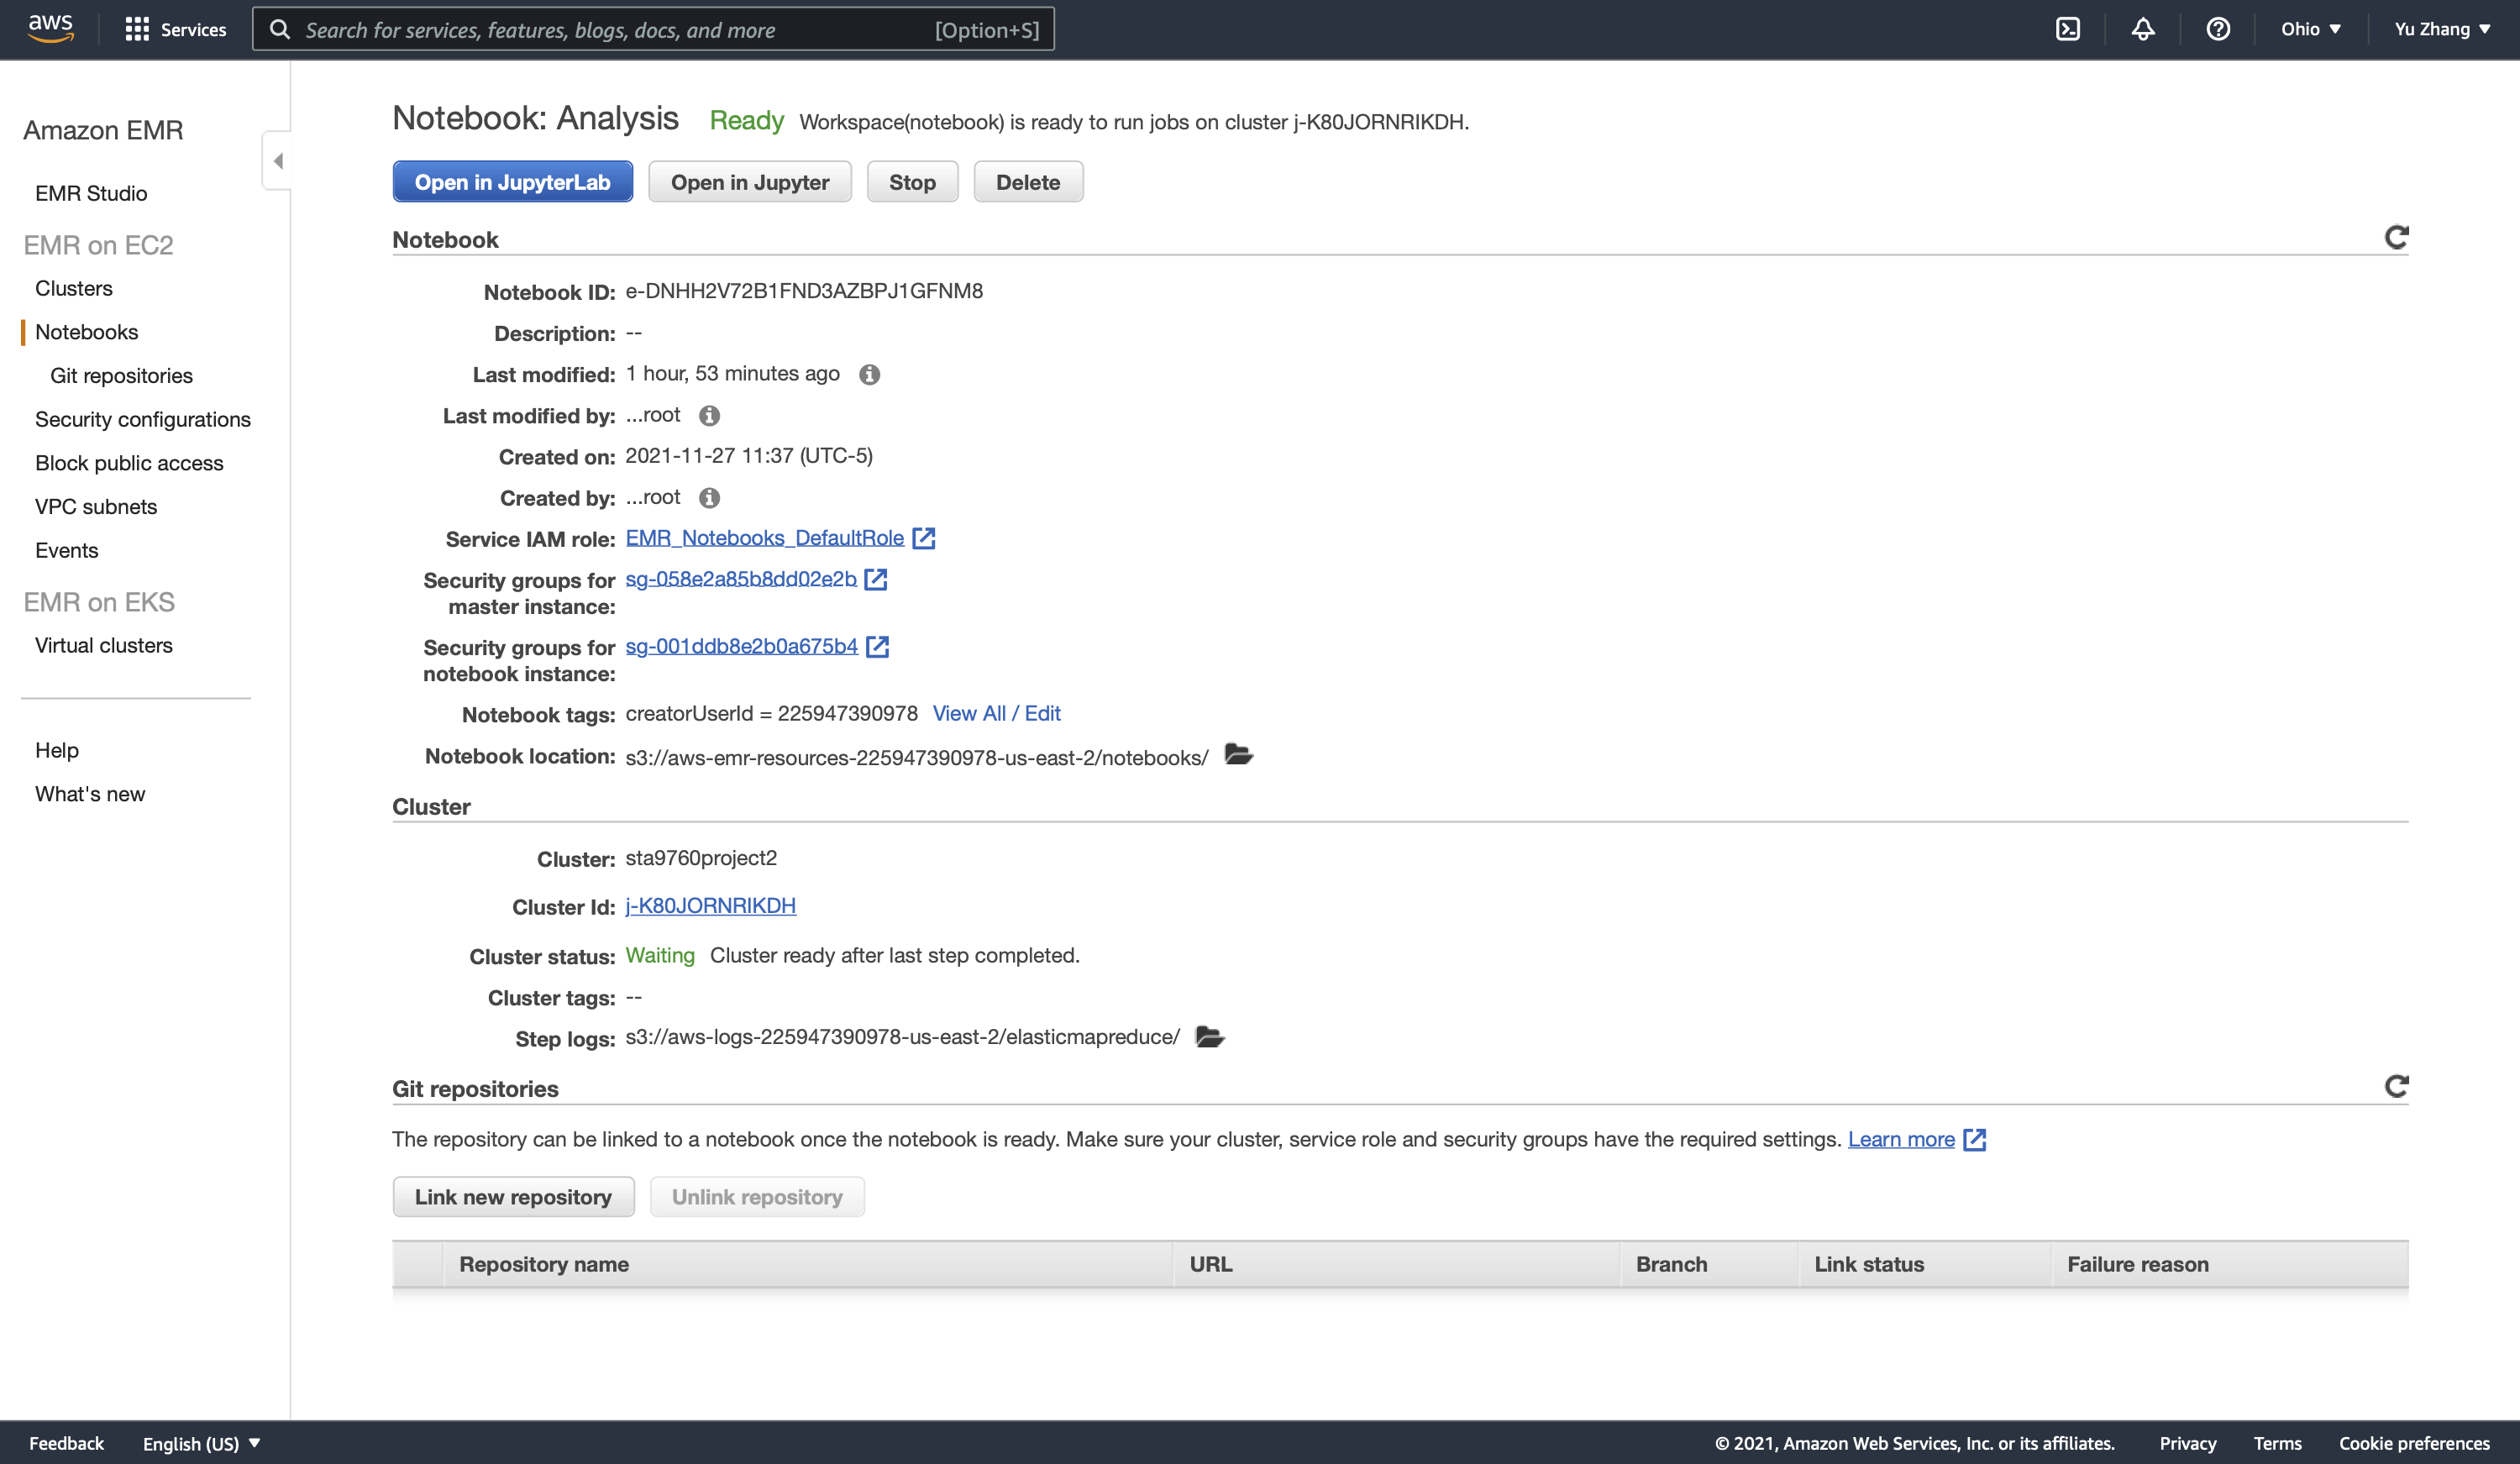 aws
Services
Search for services, features, blogs, docs, and more [Option+S]
Ohio
Yu Zhang
Amazon EMR
EMR Studio
EMR on EC2
Clusters
Notebooks
Git repositories
Security configurations
Block public access
VPC subnets
Events
EMR on EKS
Virtual clusters
Help
What's new
Notebook: Analysis Ready Workspace(notebook) is ready to run jobs on cluster j-K80JORNRIKDH.
Open in JupyterLab Open in Jupyter Stop Delete
Notebook
Notebook ID: e-DNHH2V72B1FND3AZBPJ1GFNM8
Description: --
Last modified: 1 hour, 53 minutes ago
Last modified by: ...root
Created on: 2021-11-27 11:37 (UTC-5)
Created by: ...root
Service IAM role: EMR_Notebooks_DefaultRole
Security groups for sg-058e2a85b8dd02e2b
master instance:
Security groups for sg-001ddb8e2b0a675b4
notebook instance:
Notebook tags: creatorUserId = 225947390978 View All / Edit
Notebook location: s3://aws-emr-resources-225947390978-us-east-2/notebooks/
Cluster
Cluster: sta9760project2
Cluster Id: j-K80JORNRIKDH
Cluster status: Waiting Cluster ready after last step completed.
Cluster tags: --
Step logs: s3://aws-logs-225947390978-us-east-2/elasticmapreduce/
Git repositories
The repository can be linked to a notebook once the notebook is ready. Make sure your cluster, service role and security groups have the required settings. Learn more
Link new repository Unlink repository
Repository name URL Branch Link status Failure reason
Feedback English (US) © 2021, Amazon Web Services, Inc. or its affiliates. Privacy Terms Cookie preferences